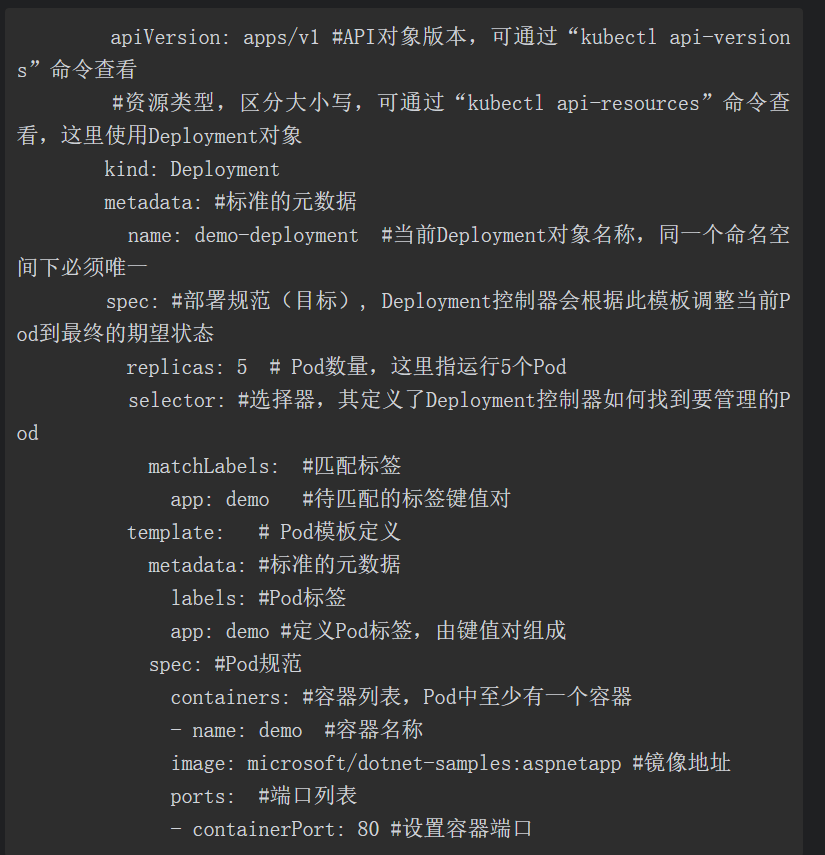 apiVersion: apps/v1 #API对象版本，可通过“kubectl api-version
s”命令查看
#资源类型，区分大小写，可通过“kubectl api-resources”命令查
看，这里使用Deployment对象
kind: Deployment
metadata: #标准的元数据
name: demo-deployment  #当前Deployment对象名称，同一个命名空
间下必须唯一
spec: #部署规范（目标）, Deployment控制器会根据此模板调整当前P
od到最终的期望状态
replicas: 5  # Pod数量，这里指运行5个Pod
selector: #选择器，其定义了Deployment控制器如何找到要管理的P
od
matchLabels:  #匹配标签
app: demo   #待匹配的标签键值对
template:   # Pod模板定义
metadata: #标准的元数据
labels: #Pod标签
app: demo #定义Pod标签，由键值对组成
spec: #Pod规范
containers: #容器列表，Pod中至少有一个容器
- name: demo  #容器名称
image: microsoft/dotnet-samples:aspnetapp #镜像地址
ports:  #端口列表
- containerPort: 80 #设置容器端口